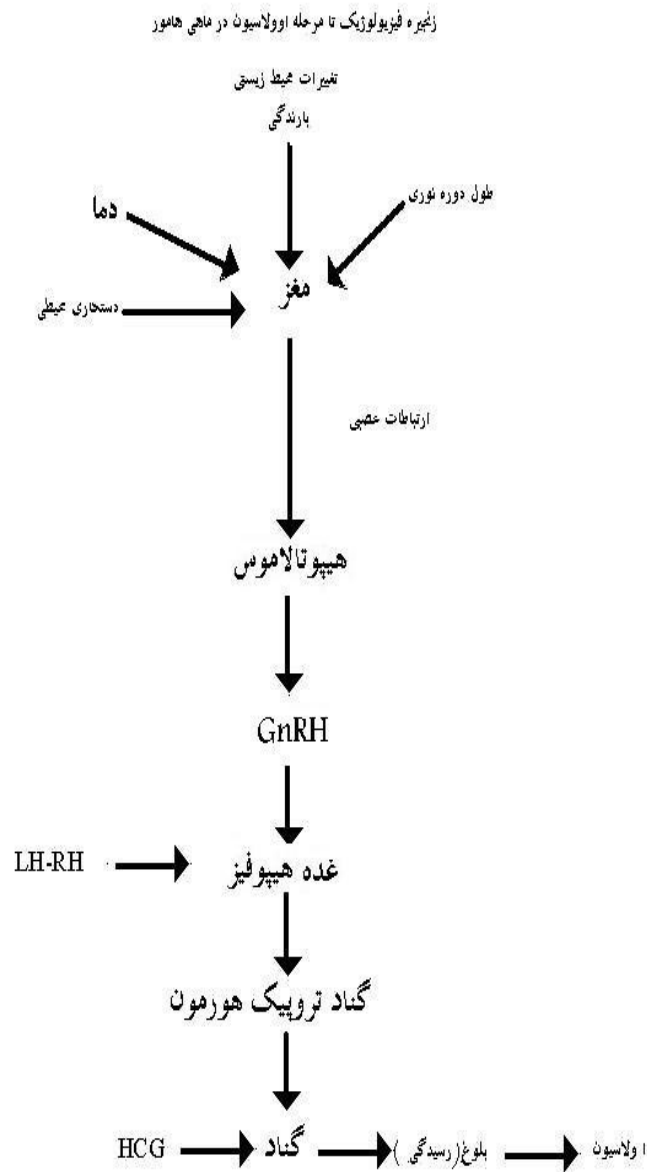 زنجیره فیزیولوژیک تا مرحله اوولاسیون در ماهی هامور
تغییرات محیط زیستی
بارندگی
طول دوره نوری
دما
مغز
دستکاری محیطی
ارتباطات عصبی
هیپوتالاموس
GnRH
LH-RH
غده هیپوفیز
گناد تروپیک هورمون
HCG
گناد
بلوغ(رسیدگی )
اولاسیون